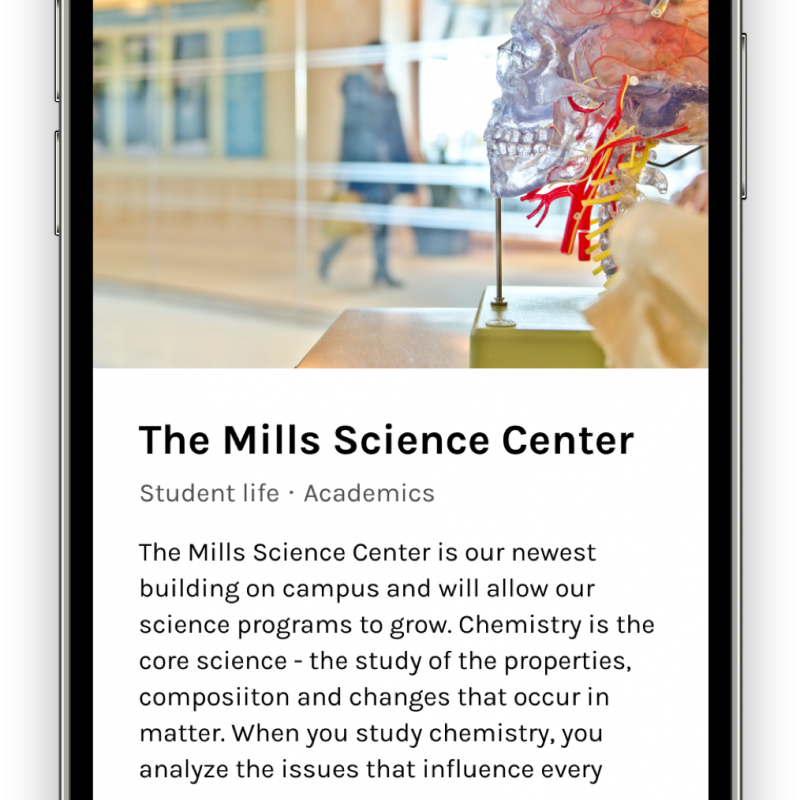 The Mills Science Center
Student life · Academics
The Mills Science Center is our newest
building on campus and will allow our
science programs to grow. Chemistry is the
core science - the study of the properties,
composiiton and changes that occur in
matter. When you study chemistry, you
analyze the issues that influence every